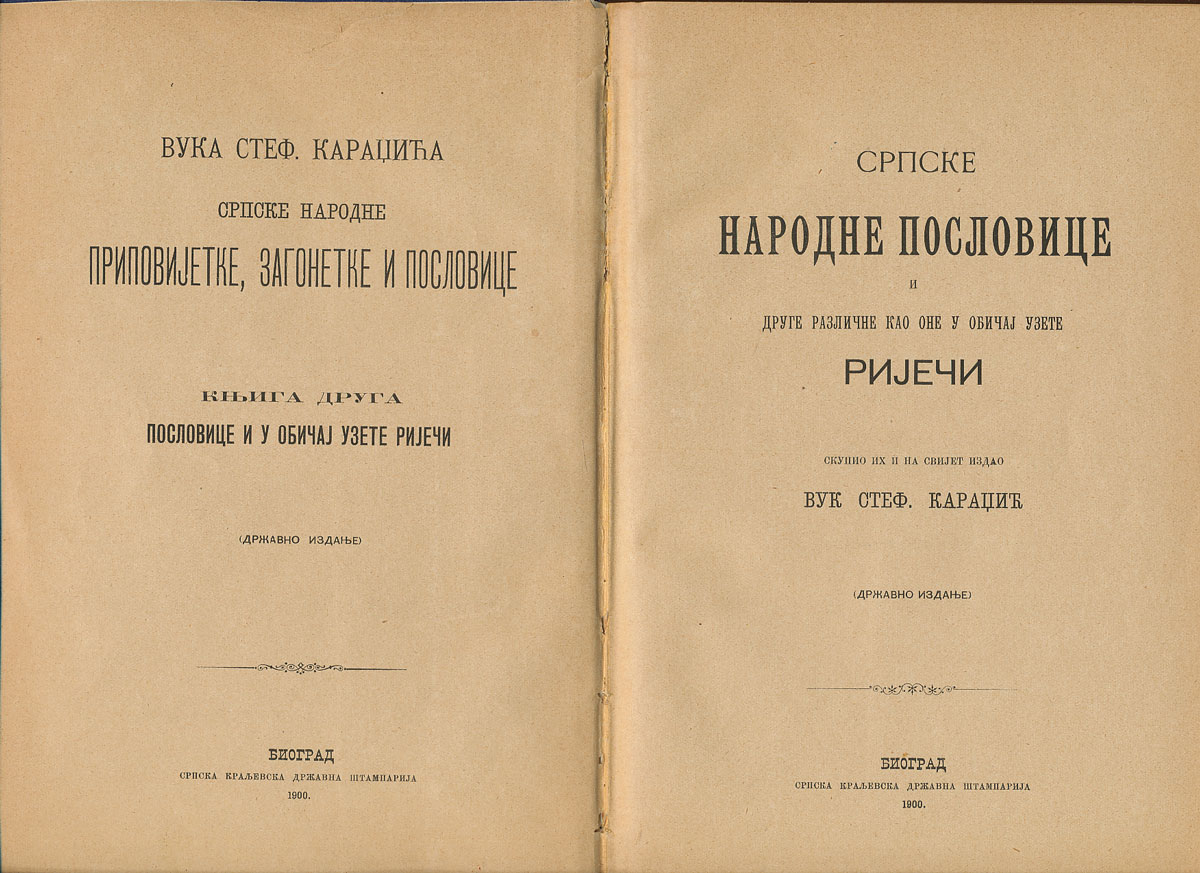 ВУКА СТЕФ. КАРАЏИЋА
СРПСКЕ НАРОДНЕ
ПРИПОВИЈЕТКЕ, ЗАГОНЕТКЕ И ПОСЛОВИЦЕ
КЊИГА ДРУГА
ПОСЛОВИЦЕ И У ОБИЧАЈ УЗЕТЕ РИЈЕЧИ
(ДРЖАВНО ИЗДАЊЕ)
БИОГРАД
СРПСКА КРАЉЕВСКА ДРЖАВНА ШТАМПАРИЈА
1900.
СРПСКЕ
НАРОДНЕ ПОСЛОВИЦЕ
И
ДРУГЕ РАЗЛИЧНЕ КАО ОНЕ У ОБИЧАЈ УЗЕТЕ
РИЈЕЧИ
СКУПИО ИХ И НА СВИЈЕТ ИЗДАО
ВУК СТЕФ. КАРАЏИЋ
(ДРЖАВНО ИЗДАЊЕ)
БИОГРАД
СРПСКА КРАЉЕВСКА ДРЖАВНА ШТАМПАРИЈА
1900.